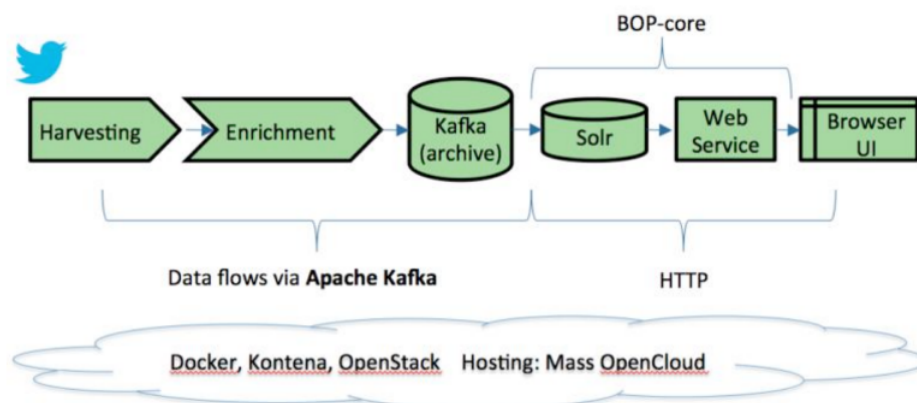 BOP-core
Harvesting
Enrichment
Kafka
(archive)
Solr
Web
Service
Browser
UI
Data flows via Apache Kafka
HTTP
Docker, Kontena, OpenStack Hosting: Mass OpenCloud